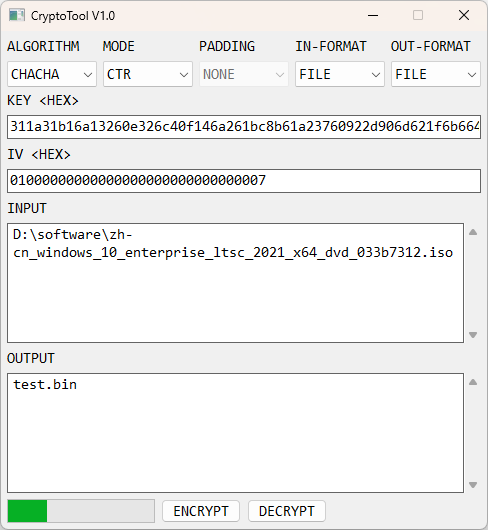 CryptoTool V1.0
ALGORITHM MODE PADDING IN-FORMAT OUT-FORMAT
CHACHA CTR NONE FILE FILE
KEY <HEX>
311a31b16a13260e326c40f146a261bc8b61a23760922d906d621f6b664
IV <HEX>
01000000000000000000000000000007
INPUT
D:\software\zh-
cn_windows_10_enterprise_ltsc_2021_x64_dvd_033b7312.iso
OUTPUT
test.bin
ENCRYPT DECRYPT